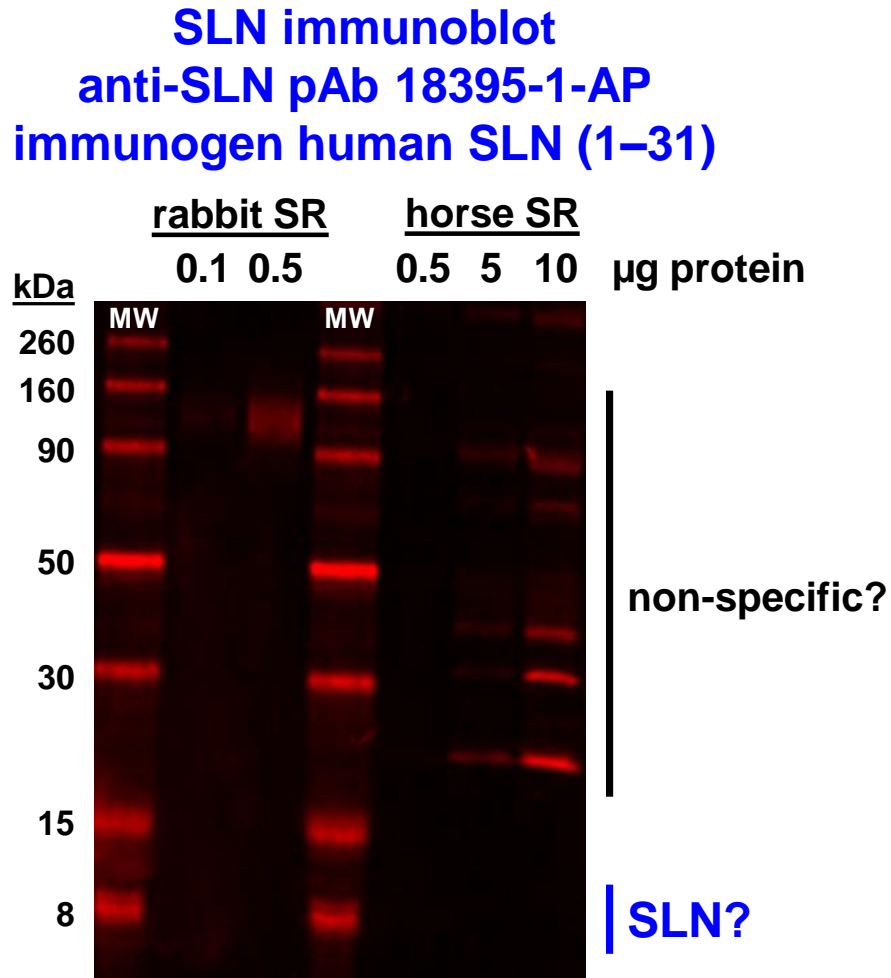 SLN immunoblot
anti-SLN pAb 18395-1-AP
immunogen human SLN (1–31)
rabbit SR horse SR
kDa 0.1 0.5 0.5 5 10 µg protein
MW MW
260
160
90
50
non-specific?
30
15
8
SLN?